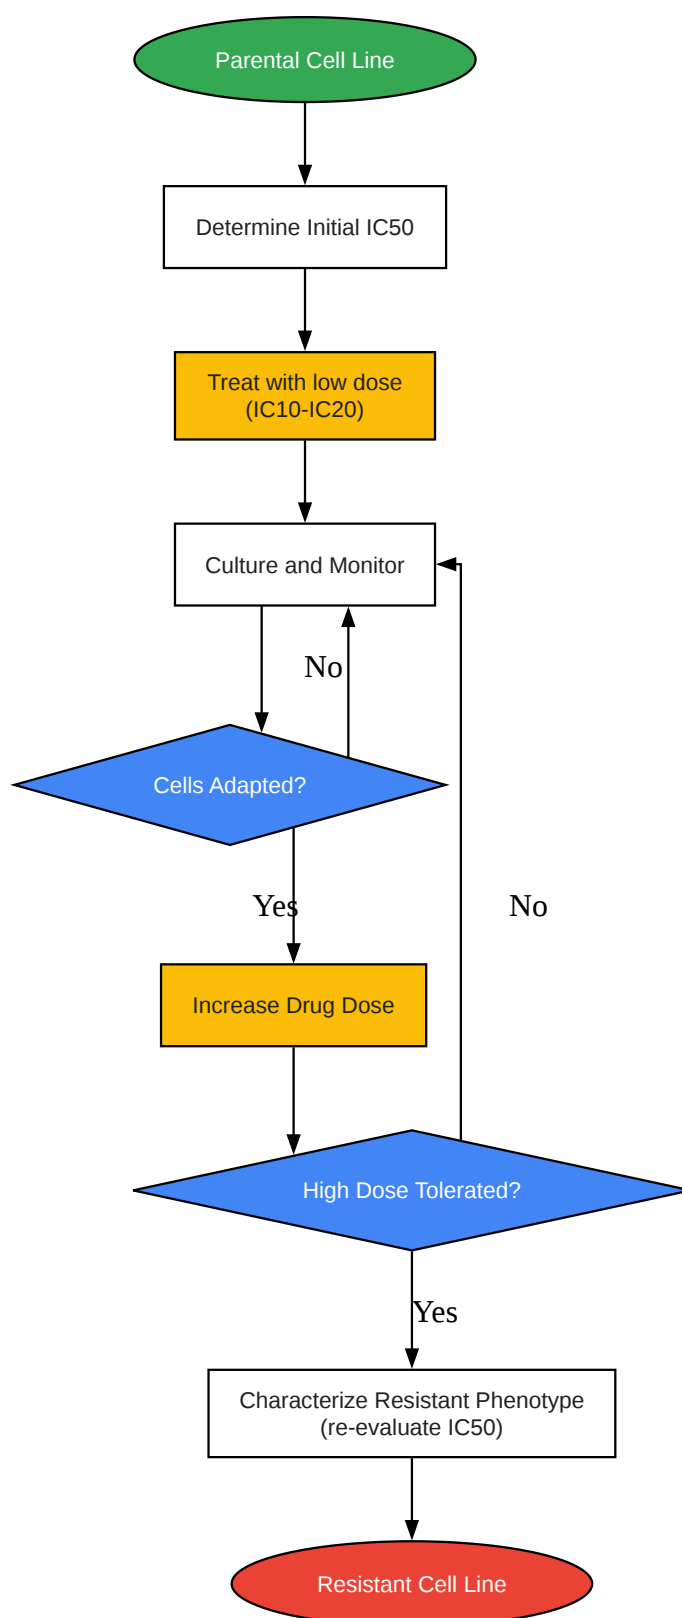 Parental Cell Line
Determine Initial IC50
Treat with low dose
(IC10-IC20)
Culture and Monitor
No
Cells Adapted?
Yes
No
Increase Drug Dose
High Dose Tolerated?
Yes
Characterize Resistant Phenotype
(re-evaluate IC50)
Resistant Cell Line